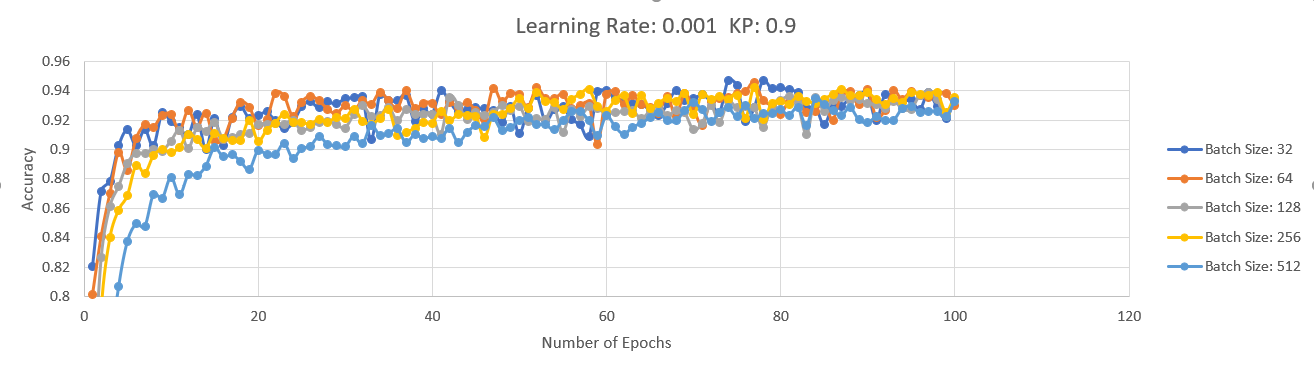 Learning Rate: 0.001 KP: 0.9
0.96
0.94
0.92
0.9
0.88
0.86
0.84
0.82
0.8
Accuracy
0 20 40 60 80 100 120
Number of Epochs
Batch Size: 32
Batch Size: 64
Batch Size: 128
Batch Size: 256
Batch Size: 512